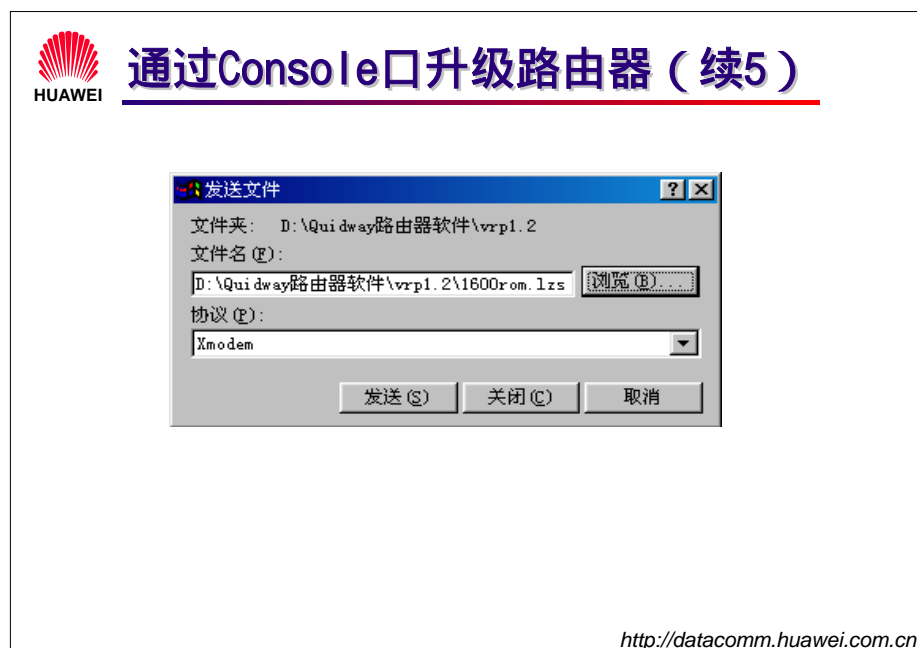 HUAWEI
通过Console口升级路由器（续5）
发送文件
文件夹: D:\Quidway路由器软件\vrp1.2
文件名(F):
D:\Quidway路由器软件\vrp1.2\1600rom.lzs
浏览(B)...
协议(P):
Xmodem
发送(S)
关闭(C)
取消
http://datacomm.huawei.com.cn